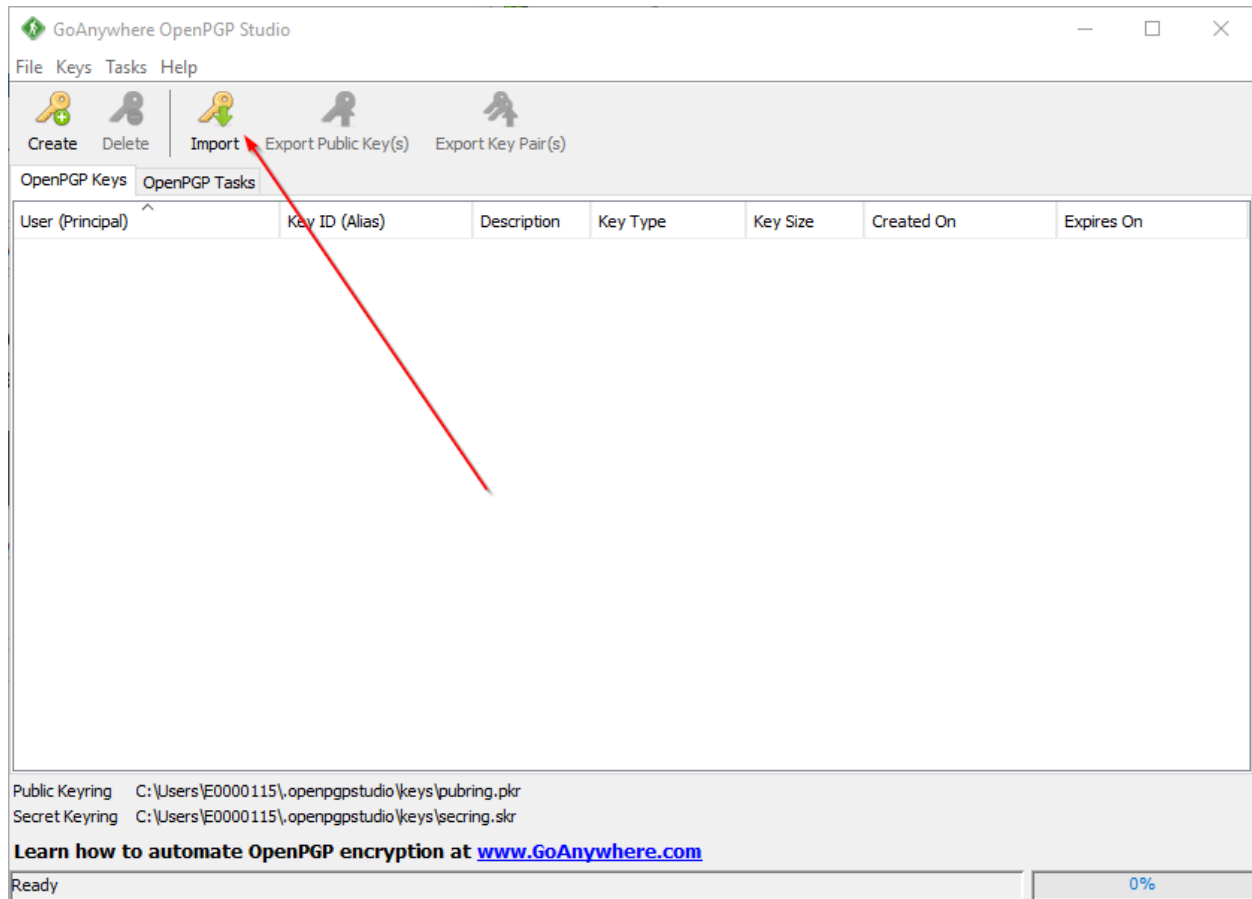 GoAnywhere OpenPGP Studio
File Keys Tasks Help
Create Delete Import Export Public Key(s) Export Key Pair(s)
OpenPGP Keys OpenPGP Tasks
User (Principal) Key ID (Alias) Description Key Type Key Size Created On Expires On
Public Keyring C:\Users\E0000115\.openpgpstudio\keys\pubring.pkr
Secret Keyring C:\Users\E0000115\.openpgpstudio\keys\secring.skr
Learn how to automate OpenPGP encryption at www.GoAnywhere.com
Ready 0%